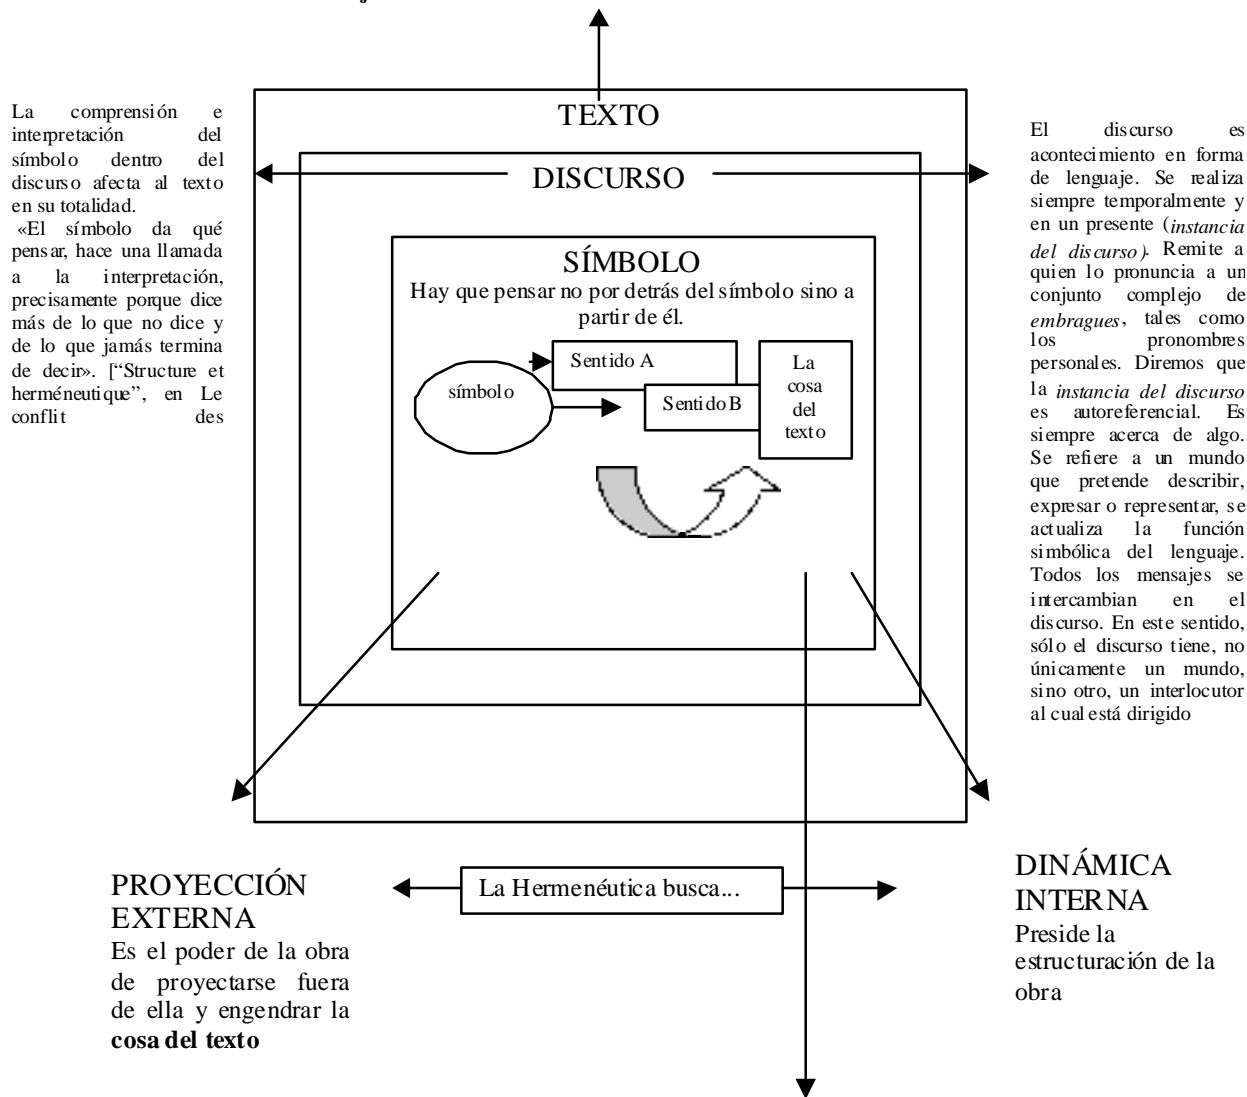 TEXTO
La comprensión e
interpretación del
símbolo dentro del
discurso afecta al texto
en su totalidad.
«El símbolo da qué
pensar, hace una llamada
a la interpretación,
precisamente porque dice
más de lo que no dice y
de lo que jamás termina
de decir». [“Structure et
herméneutique”, en Le
conflit des
DISCURSO
SÍMBOLO
Hay que pensar no por detrás del símbolo sino a
partir de él.
símbolo
Sentido A
Sentido B
La
cosa
del
texto
El discurso es
acontecimiento en forma
de lenguaje. Se realiza
siempre temporalmente y
en un presente (instancia
del discurso). Remite a
quien lo pronuncia a un
conjunto complejo de
embragues, tales como
los pronombres
personales. Diremos que
la instancia del discurso
es autoreferencial. Es
siempre acerca de algo.
Se refiere a un mundo
que pretende describir,
expresar o representar, se
actualiza la función
simbólica del lenguaje.
Todos los mensajes se
intercambian en el
discurso. En este sentido,
sólo el discurso tiene, no
únicamente un mundo,
sino otro, un interlocutor
al cual está dirigido
PROYECCIÓN
EXTERNA
Es el poder de la obra
de proyectarse fuera
de ella y engendrar la
cosa del texto
La Hermenéutica busca...
DINÁMICA
INTERNA
Preside la
estructuración de la
obra